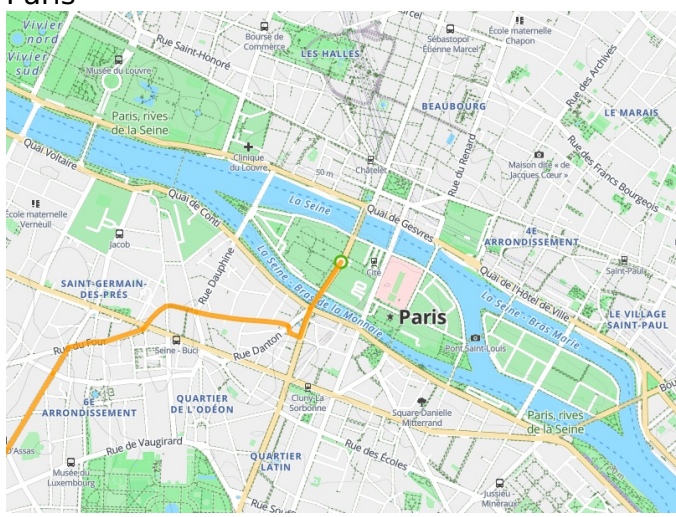 Paris
Vivier
nord
Vivier
sud
Rue Saint-Honoré
Bourse de
Commerce
Sébastopol -
Étienne Marcel
École maternelle
Chapon
LES HALLES
Musée du Louvre
Rue des Archives
BEAUBOURG
LE MARAIS
Paris, rives
de la Seine
Rue du Renard
Quai Voltaire
Clinique
du Louvre
50 m
Châtelet
Maison dite « de
Jacques Cœur »
Rue des Francs Bourgeois
Quai de Conti
La Seine
Quai de Gesvres
École maternelle
Verneuil
Jacob
4E
ARRONDISSEMENT
Rue Dauphine
La Seine - Bras de la Monnaie
Cité
Quai de l'Hôtel de Ville
Saint-Paul
SAINT-GERMAIN-
DES-PRÉS
La Seine - Bras Marie
Paris
LE VILLAGE
SAINT-PAUL
Rue du Four
Seine - Buci
Rue Danton
Pont Saint-Louis
6E
ARRONDISSEMENT
QUARTIER
DE L'ODÉON
Cluny-La
Sorbonne
Square Danielle
Mitterrand
Paris, rives
de la Seine
D'Assas
Rue de Vaugirard
QUARTIER
LATIN
Rue des Écoles
Musée du
Luxembourg
Jussieu